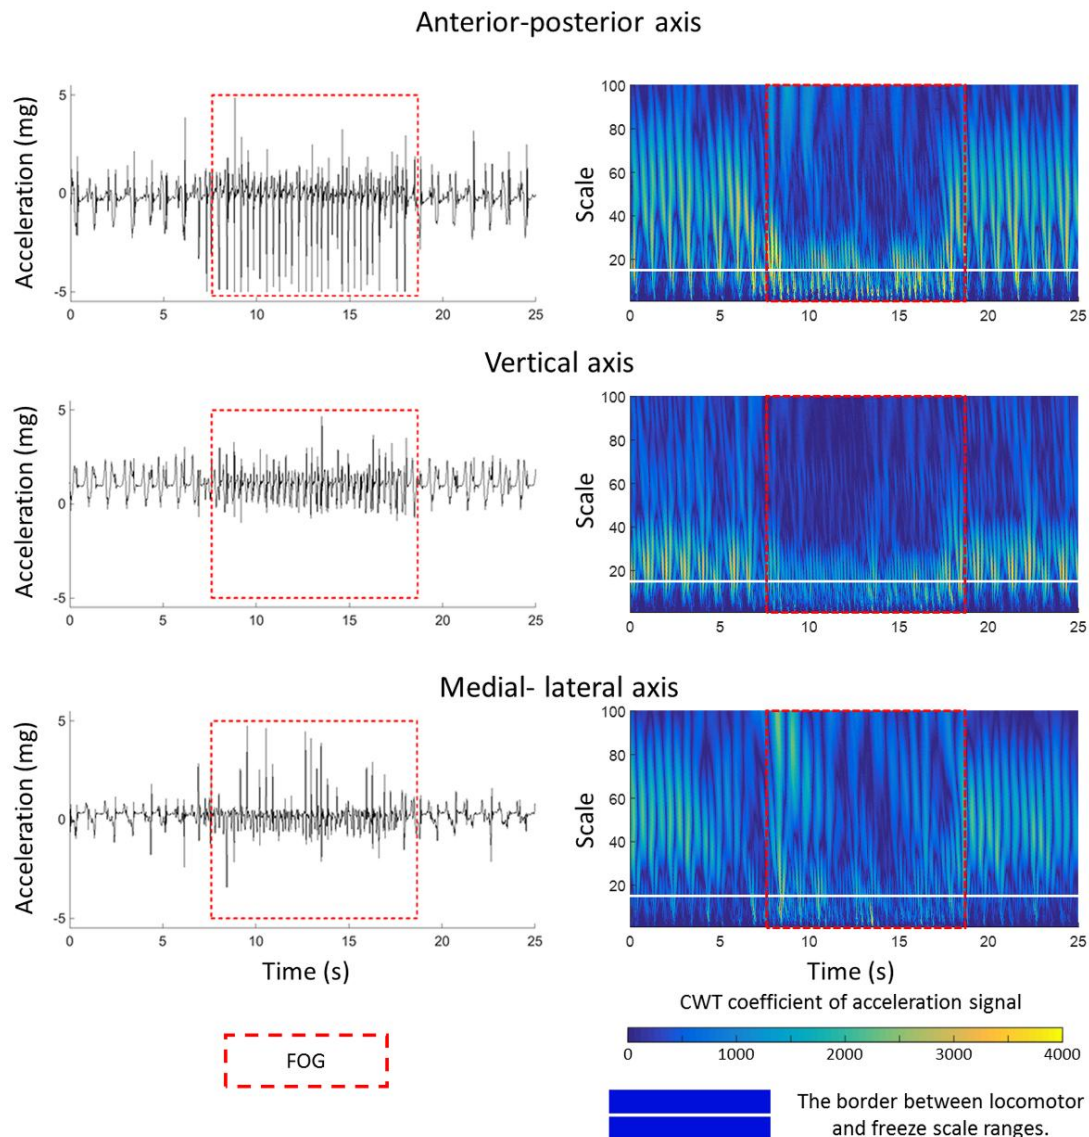 Anterior-posterior axis
Acceleration (mg)
5
0
-5
0 5 10 15 20 25
Scale
100
80
60
40
20
0 5 10 15 20 25
Vertical axis
Acceleration (mg)
5
0
-5
0 5 10 15 20 25
Scale
100
80
60
40
20
0 5 10 15 20 25
Medial- lateral axis
Acceleration (mg)
5
0
-5
0 5 10 15 20 25
Time (s)
Scale
100
80
60
40
20
0 5 10 15 20 25
Time (s)
FOG
CWT coefficient of acceleration signal
0 1000 2000 3000 4000
The border between locomotor
and freeze scale ranges.